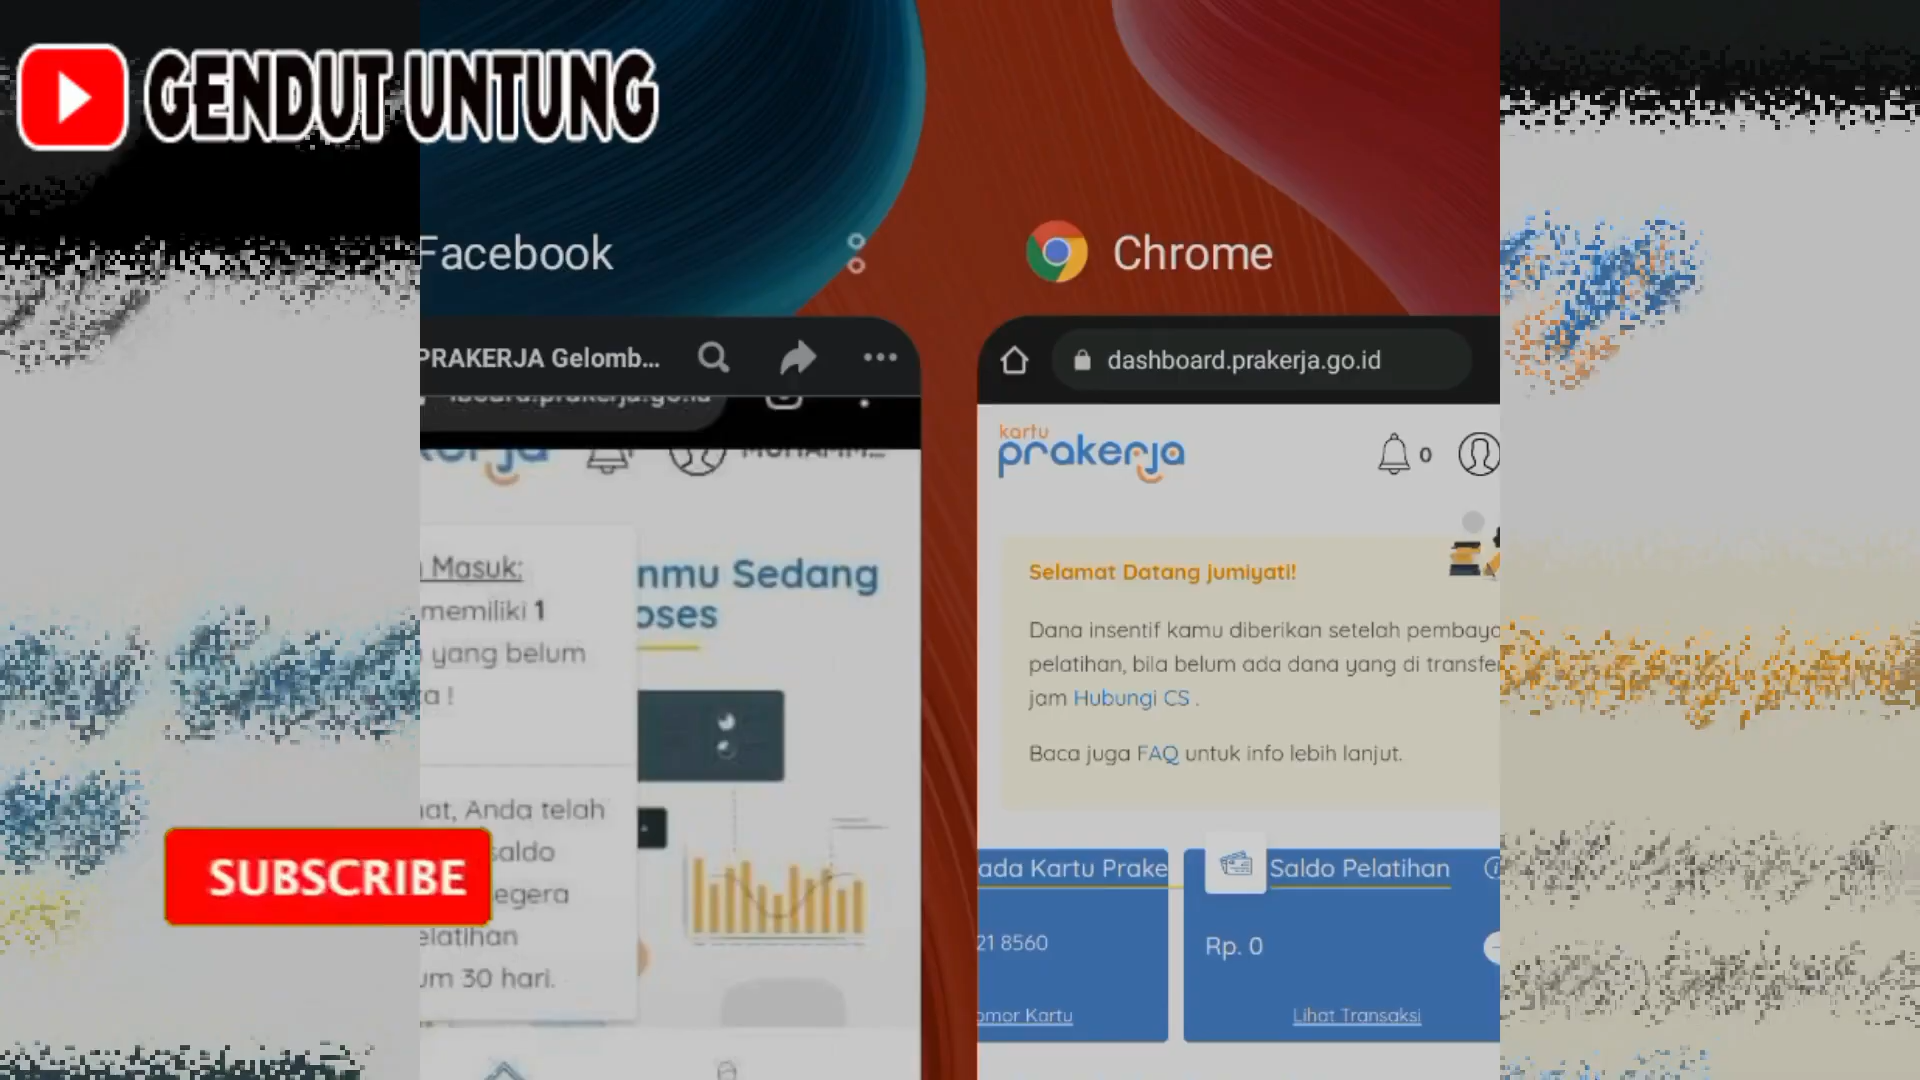 GENDUT UNTUNG
Facebook
Chrome
PRAKERJA Gelomb...
dashboard.prakerja.go.id
kartu
prakerja
0
Masuk:
memiliki 1
yang belum
nmu Sedang
oses
Anda telah
saldo
egera
elatihan
um 30 hari.
SUBSCRIBE
Selamat Datang jumiyati!
Dana insentif kamu diberikan setelah pembayo
pelatihan, bila belum ada dana yang di transfe
jam Hubungi CS .
Baca juga FAQ untuk info lebih lanjut.
ada Kartu Prake
21 8560
omor Kartu
Saldo Pelatihan
Rp. 0
Lihat Transaksi